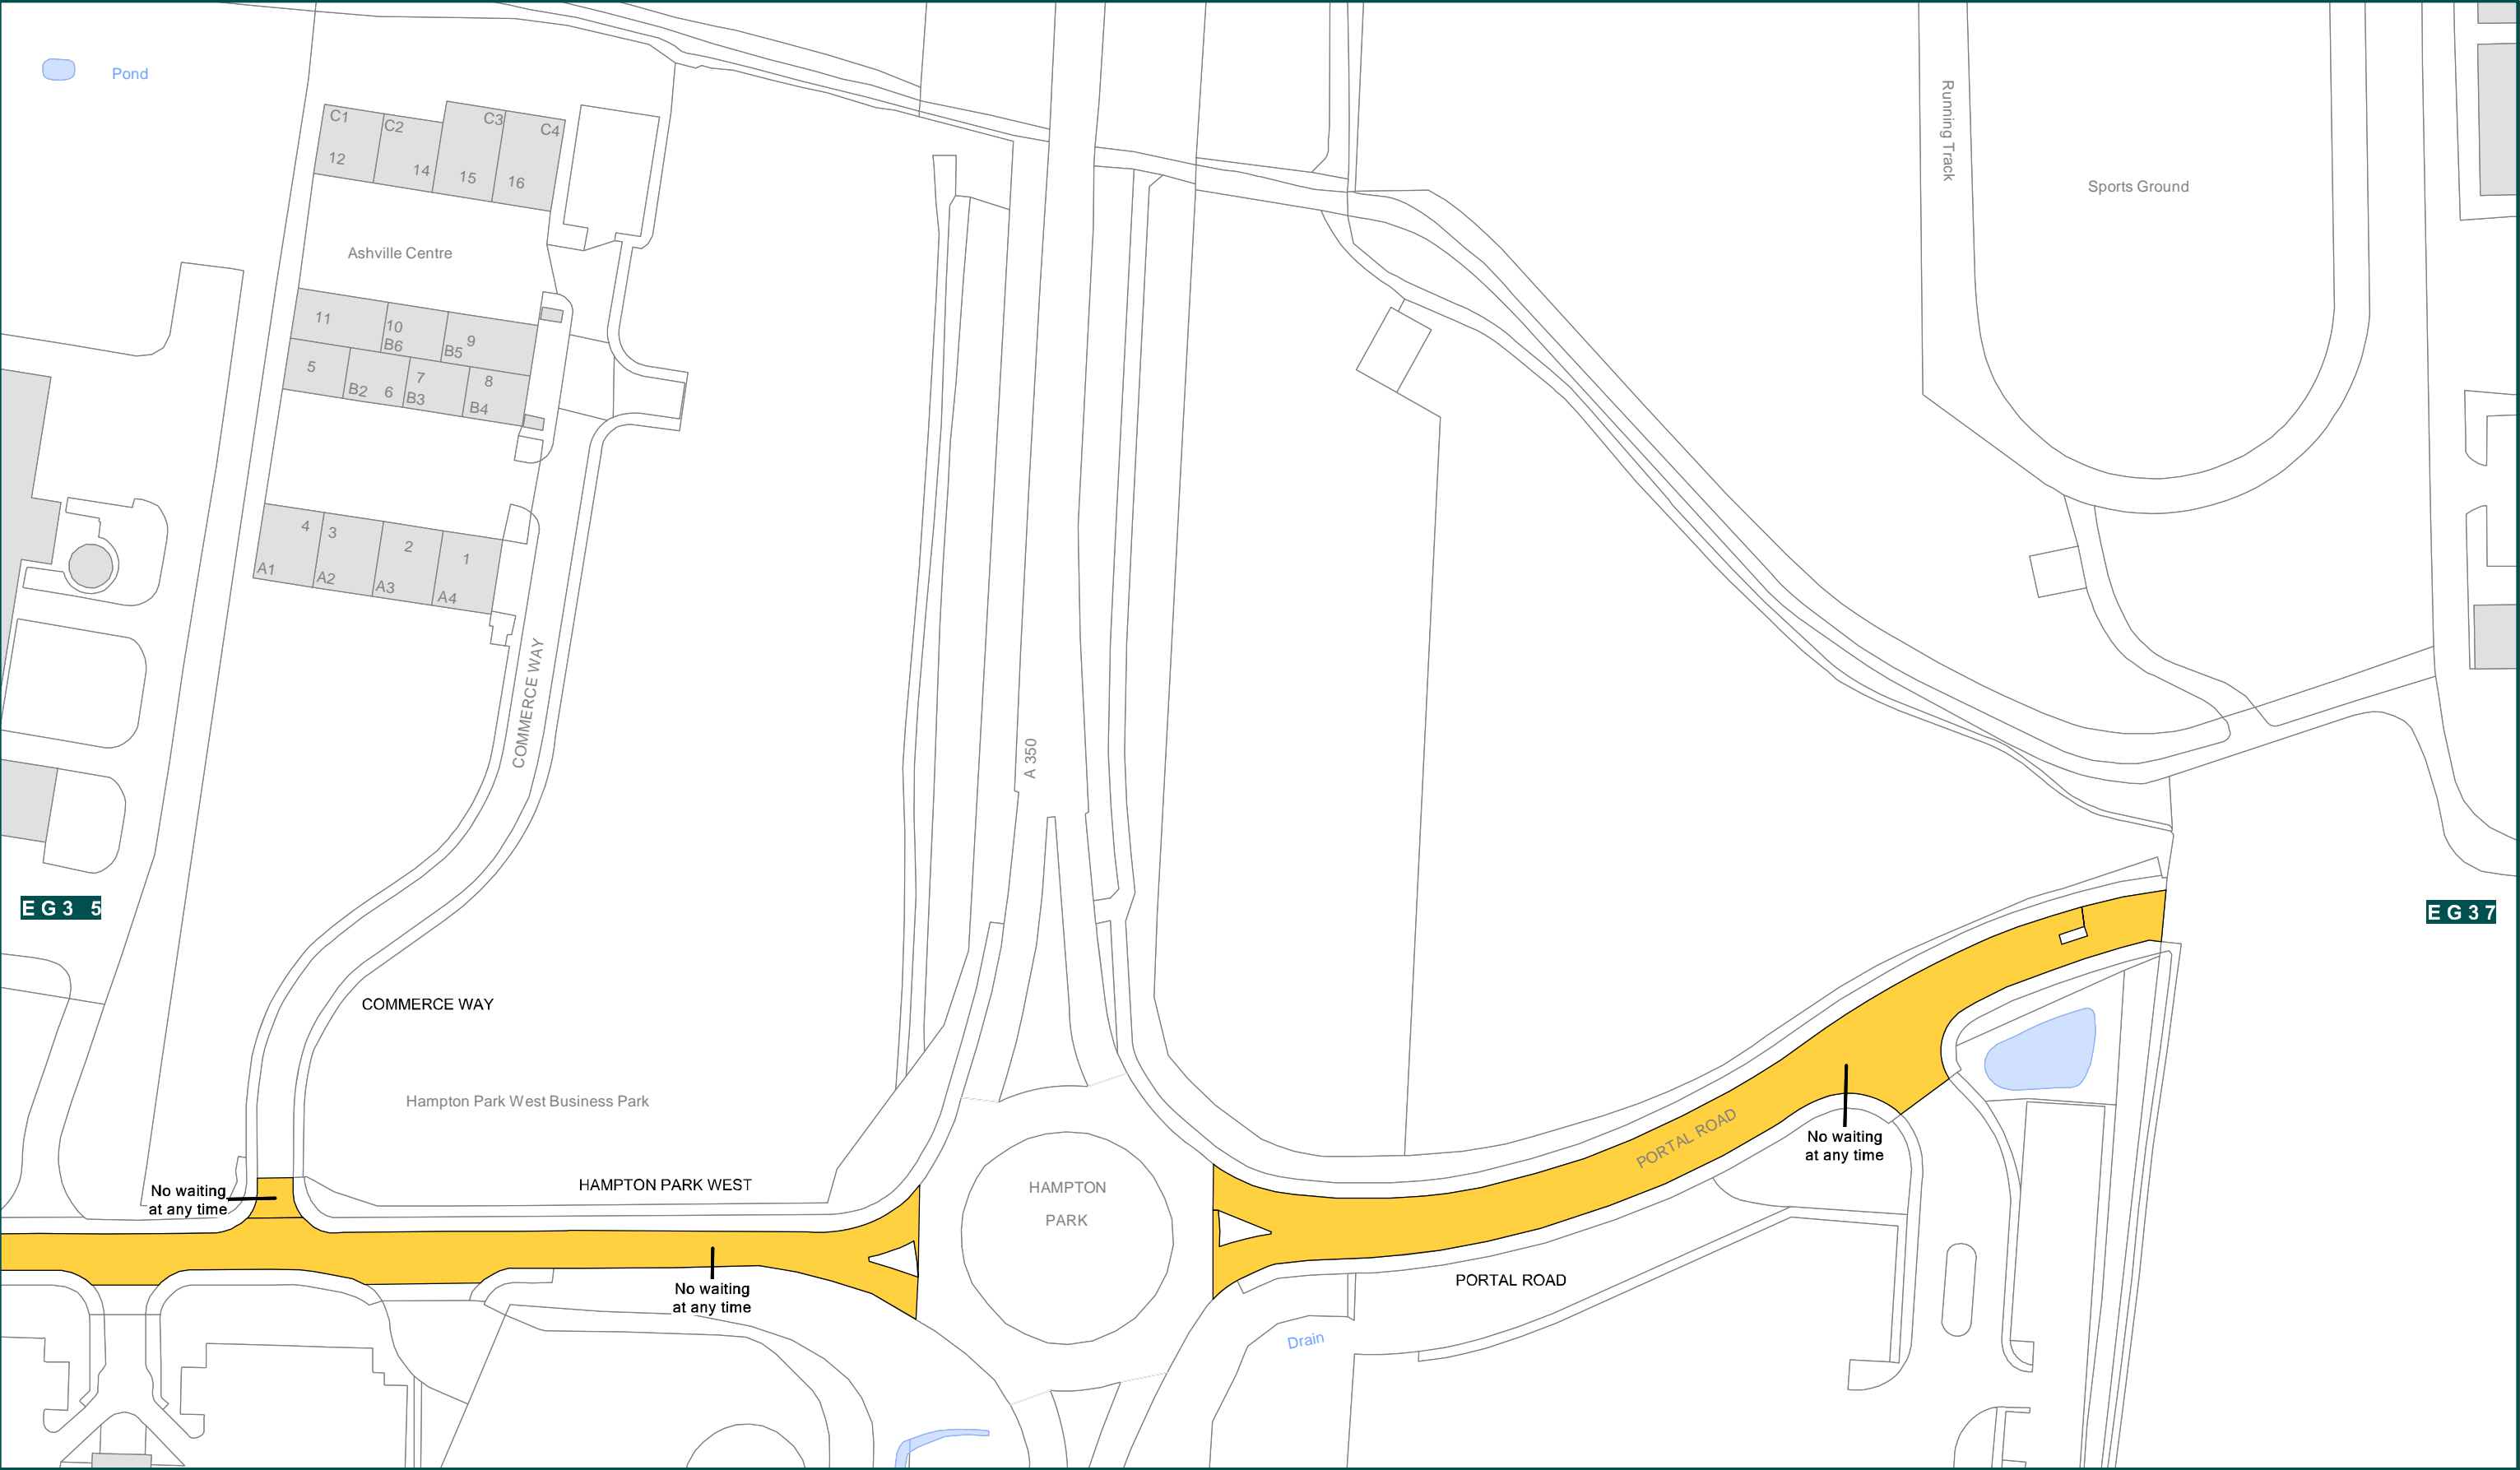 Pond
C1
C2
C3
C4
12
14
15
16
Running Track
Sports Ground
Ashville Centre
11
10
B6
9
B5
5
B2
6
7
B3
8
B4
4
3
2
1
A1
A2
A3
A4
COMMERCE WAY
A 350
EG3 5
EG37
COMMERCE WAY
Hampton Park West Business Park
PORTAL ROAD
No waiting
at any time
No waiting
at any time
HAMPTON PARK WEST
HAMPTON
PARK
No waiting
at any time
PORTAL ROAD
Drain